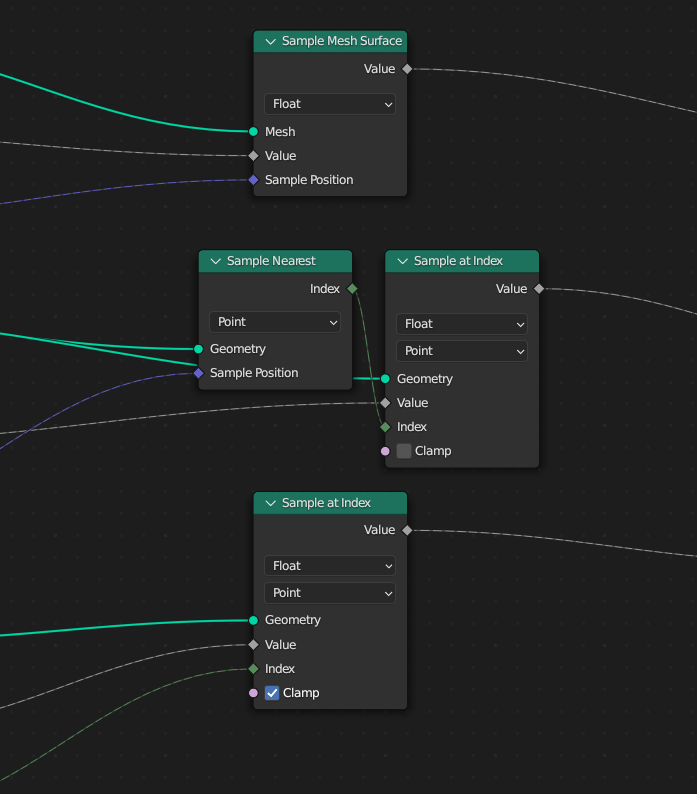 Sample Mesh Surface
Value
Float
Mesh
Value
Sample Position
Sample Nearest
Index
Point
Geometry
Sample Position
Sample at Index
Value
Float
Point
Geometry
Value
Index
Clamp
Sample at Index
Value
Float
Point
Geometry
Value
Index
Clamp